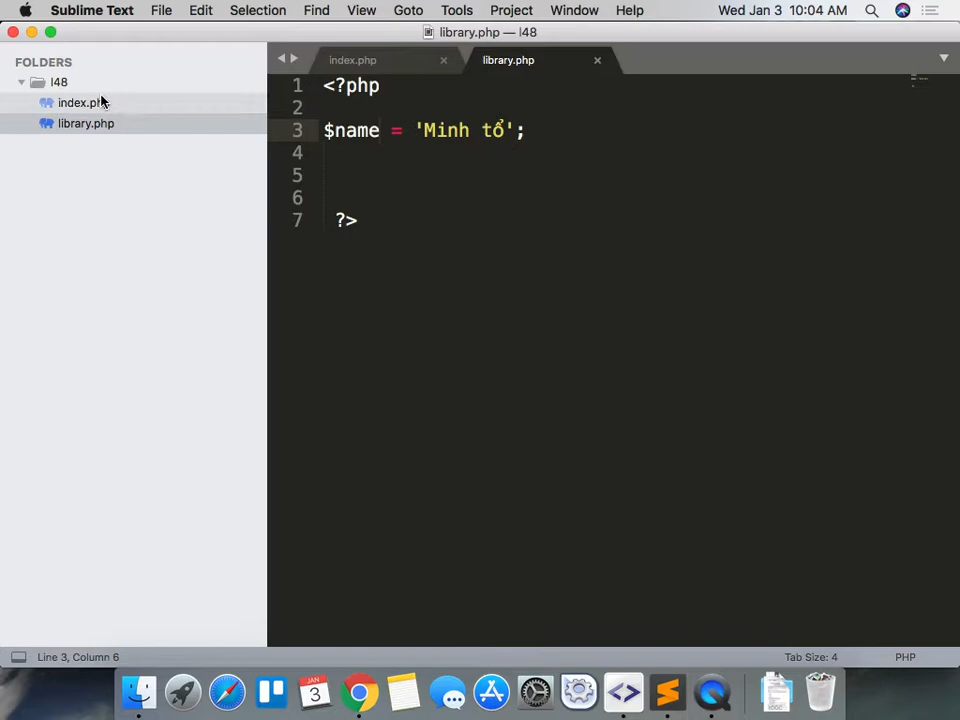 Sublime Text File Edit Selection Find View Goto Tools Project Window Help Wed Jan 3 10:04 AM
library.php — l48
FOLDERS
l48
index.php
library.php
index.php library.php
1 <?php
2
3 $name = 'Minh tổ';
4
5
6
7 ?>
Line 3, Column 6 Tab Size: 4 PHP
JAN
3